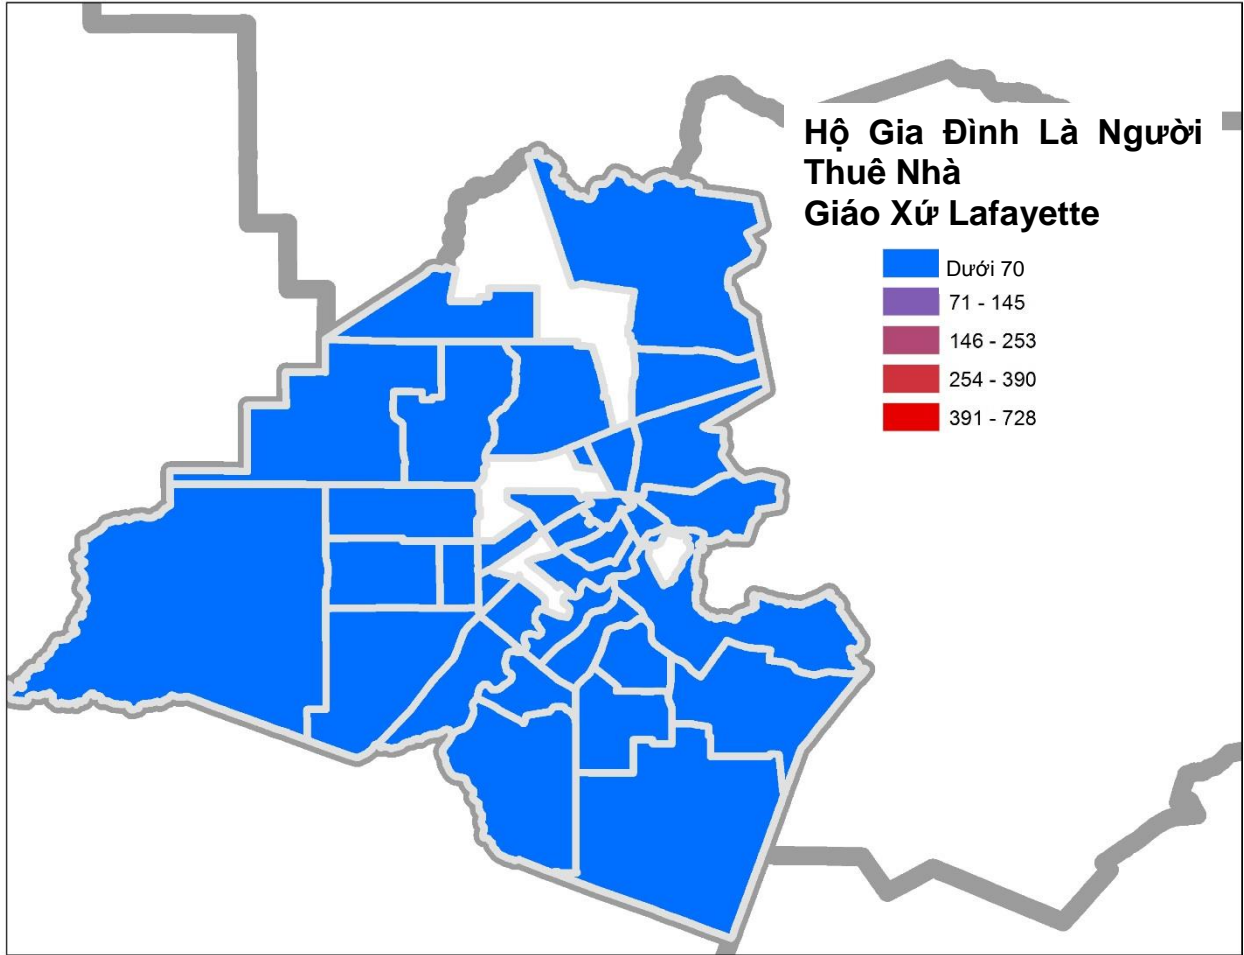 Hộ Gia Đình Là Người
Thuê Nhà
Giáo Xứ Lafayette
Dưới 70
71 - 145
146 - 253
254 - 390
391 - 728